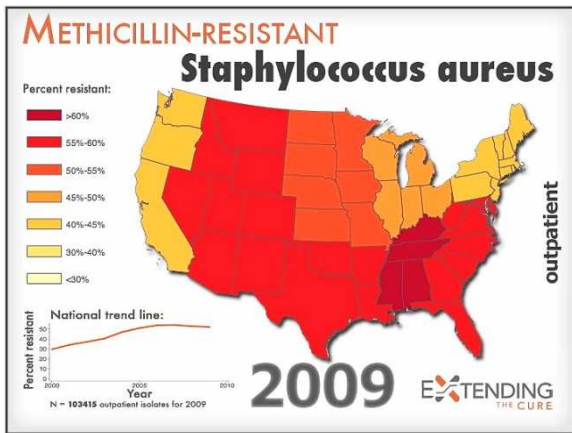 METHICILLIN-RESISTANT
Staphylococcus aureus
Percent resistant:
>60%
55%-60%
50%-55%
45%-50%
40%-45%
30%-40%
<30%
outpatient
National trend line:
Percent resistant
50
40
30
20
10
0
2000
2005
2010
Year
N = 103415 outpatient isolates for 2009
2009
EXTENDING
THE CURE